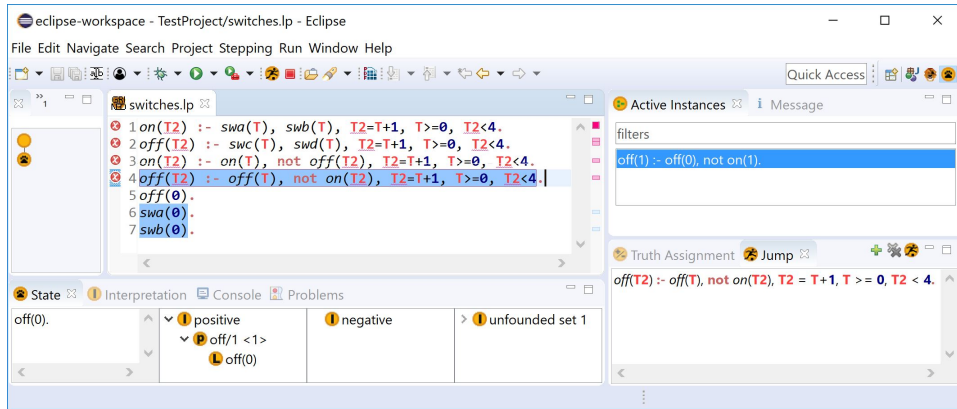 eclipse-workspace - TestProject/switches.lp - Eclipse
File Edit Navigate Search Project Stepping Run Window Help
Quick Access
»1
switches.lp
1 on(T2) :- swa(T), swb(T), T2=T+1, T>=0, T2<4.
2 off(T2) :- swc(T), swd(T), T2=T+1, T>=0, T2<4.
3 on(T2) :- on(T), not off(T2), T2=T+1, T>=0, T2<4.
4 off(T2) :- off(T), not on(T2), T2=T+1, T>=0, T2<4.
5 off(0).
6 swa(0).
7 swb(0).
Active Instances
Message
filters
off(1) :- off(0), not on(1).
Truth Assignment Jump
off(T2) :- off(T), not on(T2), T2 = T+1, T >= 0, T2 < 4.
State Interpretation Console Problems
off(0).
positive
off/1 <1>
off(0)
negative
unfounded set 1